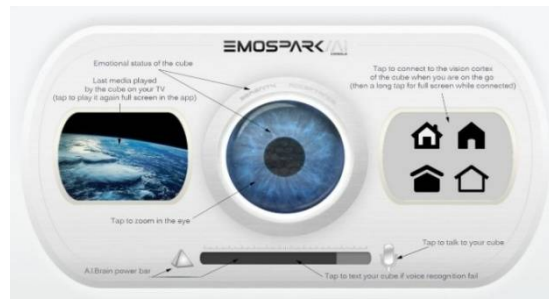 EMOSPARK/AI
Emotional status of the cube
Last media played
by the cube on your TV
(tap to play it again full screen in the app)
Tap to connect to the vision cortex
of the cube when you are on the go
(then a long tap for full screen while connected)
Tap to zoom in the eye
Tap to talk to your cube
A.I.Brain power bar
Tap to text your cube if voice recognition fail